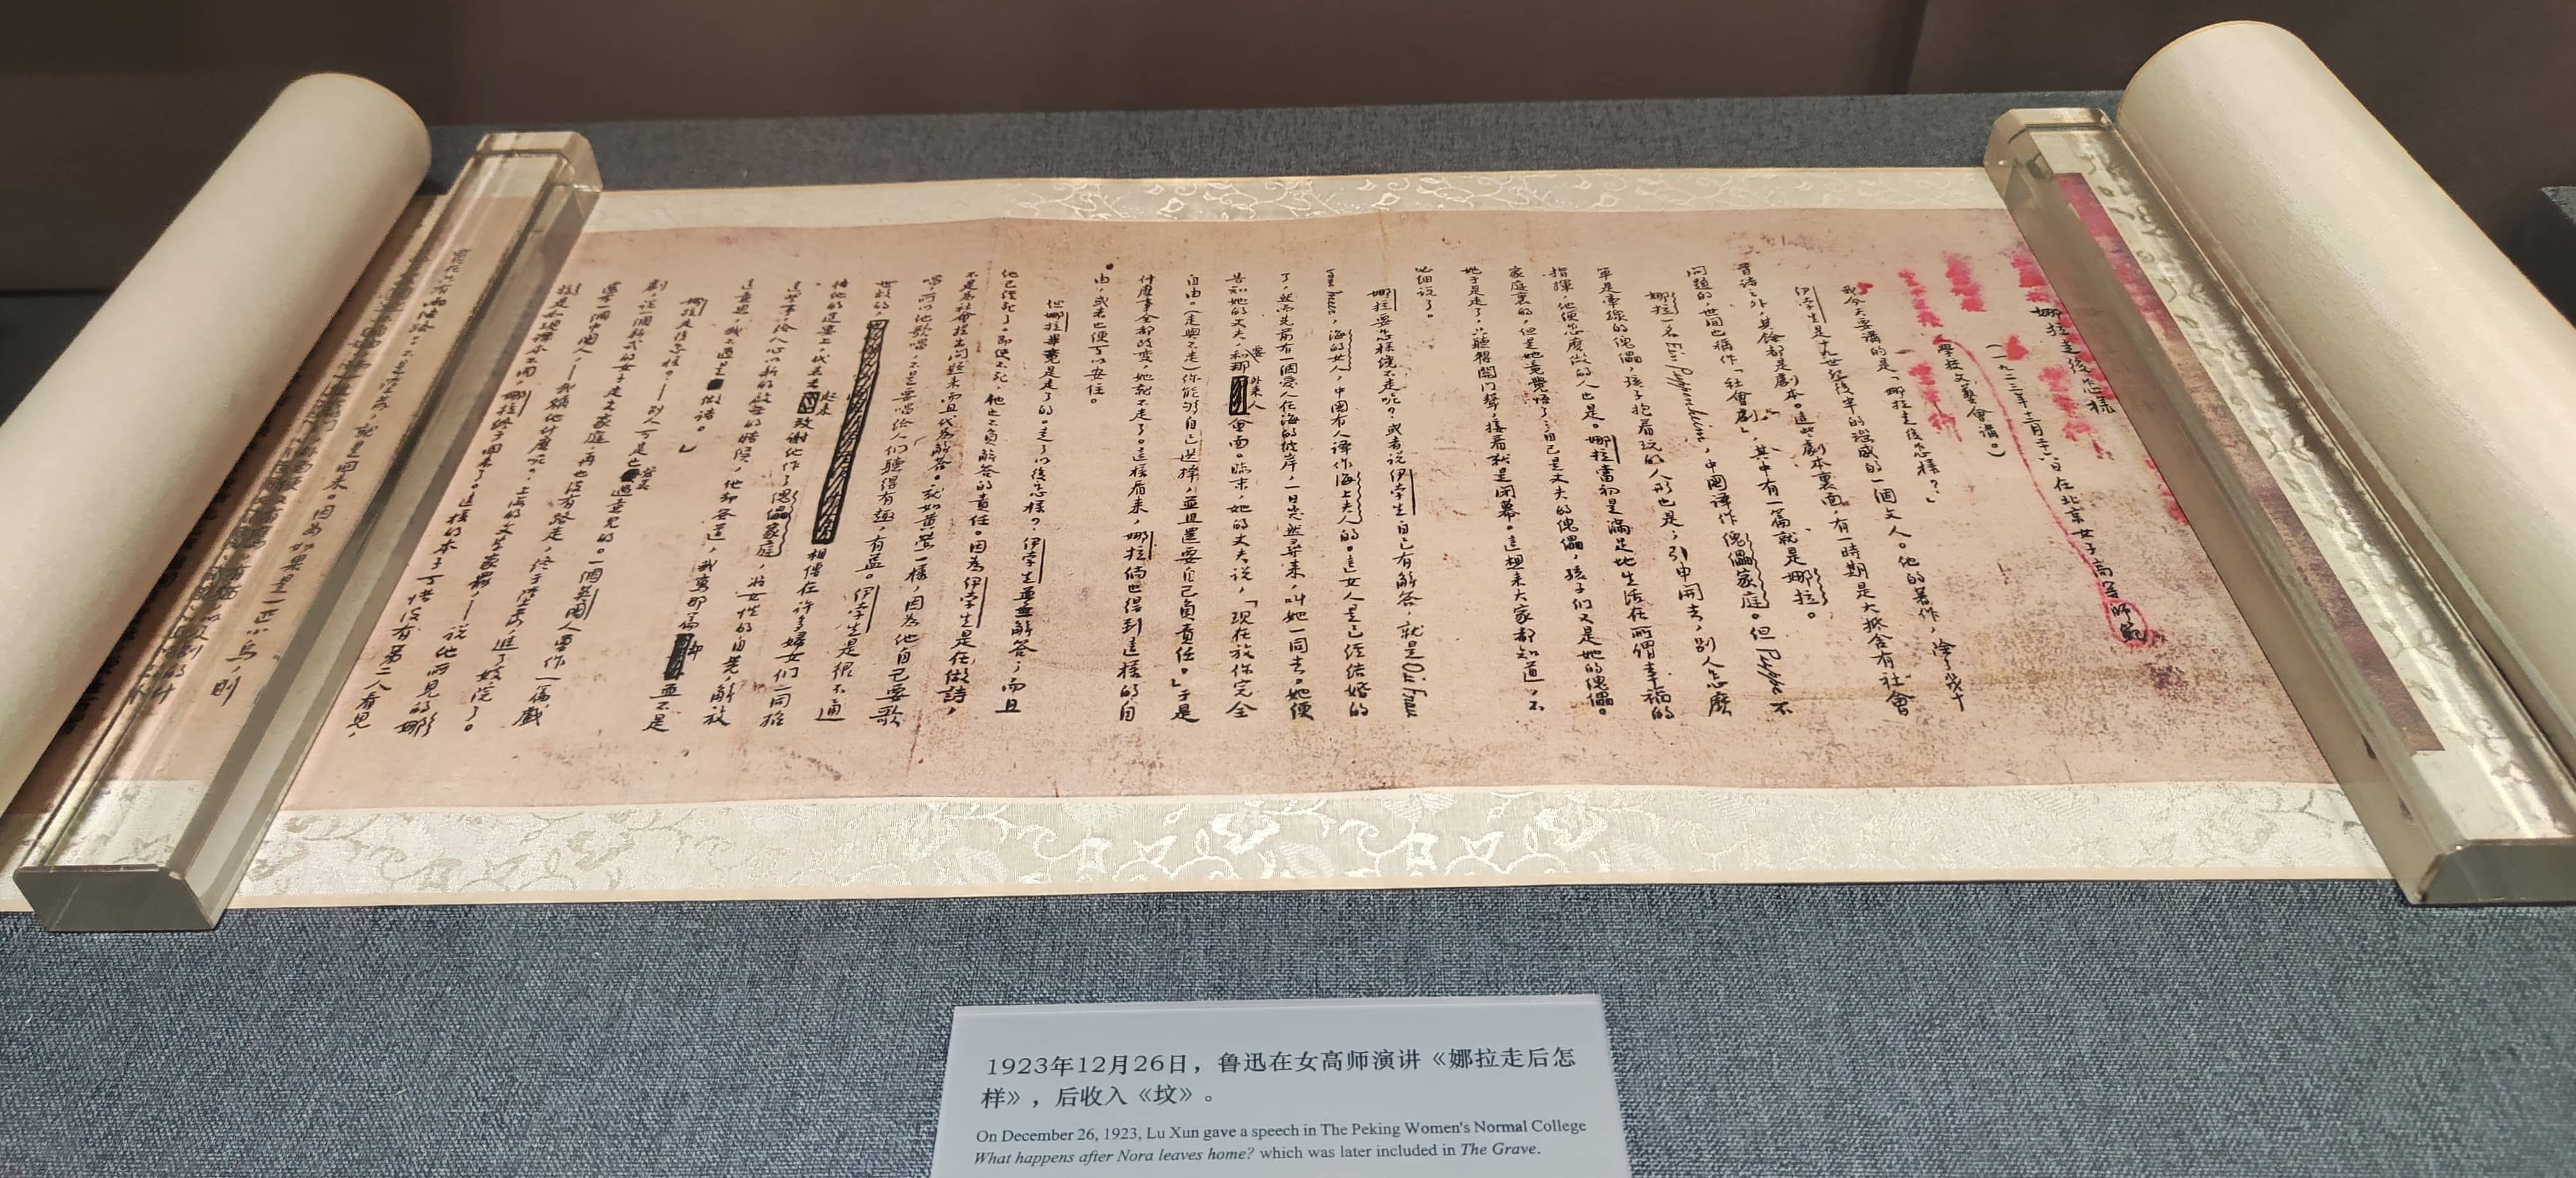 娜拉走後怎樣
(一九二三年十二月廿六日在北京女子高等師範
學校文藝會講。)
我今天要講的是「娜拉走後怎樣?」
伊孛生是十九世紀後半的瑙威的一個文人。他的著作,除了幾十
首詩之外,其餘都是劇本。這些劇本裏面,有一時期是大抵含有社會
問題的,世間也稱作「社會劇」,其中有一篇就是娜拉。
娜拉一名Ein Puppenheim,中國譯作傀儡家庭。但Puppe不
單是牽線的傀儡,孩子抱着玩的人形也是;引申開去,別人怎麼
指揮,他便怎麼做的人也是。娜拉當初是滿足地生活在所謂幸福的
家庭裏的,但是她竟覺悟了:自己是丈夫的傀儡,孩子們又是她的傀儡。
她于是走了,只聽得關門聲,接着就是閉幕。這想來大家都知道,不
必細說了。
娜拉要怎樣纔不走呢?或者說伊孛生自己有解答,就是
海的女人,中國有人譯作海上夫人的。這女人是已經結婚的
了,然而先前有一個愛人在海的彼岸,一日突然尋來,叫她一同去。她便
告知她的丈夫,要和那外來人會面。臨末,她的丈夫說,「現在放你完全
自由。(走與不走)你能夠自己選擇,並且還要自己負責任。」于是
什麼事全都改變,她就不走了。這樣看來,娜拉倘也得到這樣的自
由,或者也便可以安住。
但娜拉畢竟是走了的。走了以後怎樣?伊孛生並無解答;而且
他已經死了。即使不死,他也不負解答的責任。因為伊孛生是在做詩,
不是為社會提出問題來而且代為解答。就如黃鶯一樣,因為他自己要歌
唱,所以他歌唱,不是要唱給人們聽得有趣,有益。伊孛生是很不通
世故的,相傳在許多婦女們一同招
待他的筵宴上,代表者起來致謝他作了傀儡家庭,將女性的自覺,解放
這些事,給人心以新的啟示的時候,他却答道,「我寫那篇却並不是
這意思,我不過是做詩。」
娜拉走後怎樣?——別人可是也發表過意見的。一個英國人曾作一篇戲
劇,說一個新式的女子走出家庭,再也沒有路走,終于墮落,進了妓院了。
還有一個中國人,——我稱他什麼呢?上海的文學家罷,——說他所見的娜
拉是和現譯本不同,娜拉終于回來了。這樣的本子可惜沒有第二人看見,
就是回來。因為如果是一匹小鳥,則
1923年12月26日,鲁迅在女高师演讲《娜拉走后怎
样》,后收入《坟》。
On December 26, 1923, Lu Xun gave a speech in The Peking Women's Normal College
What happens after Nora leaves home? which was later included in The Grave.